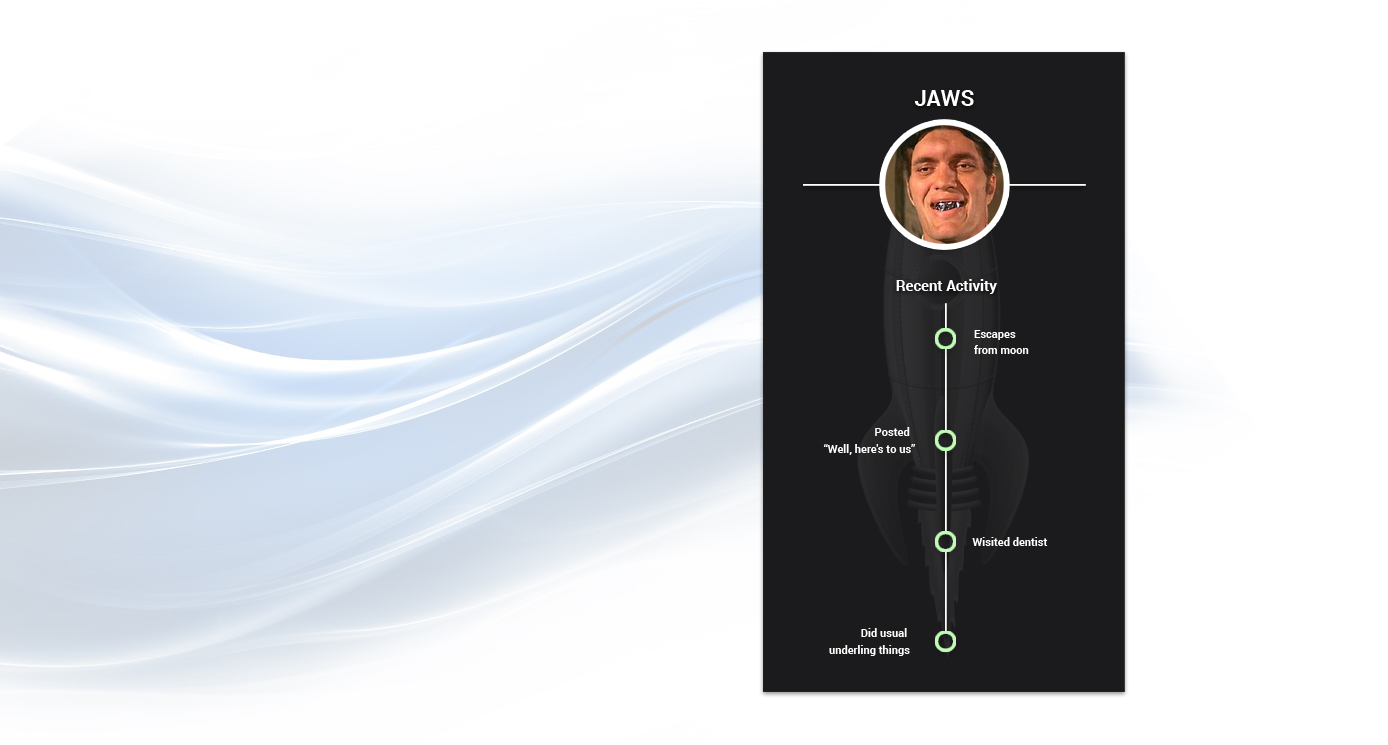 JAWS
Recent Activity
Escapes
from moon
Posted
“Well, here's to us”
Wisited dentist
Did usual
underling things